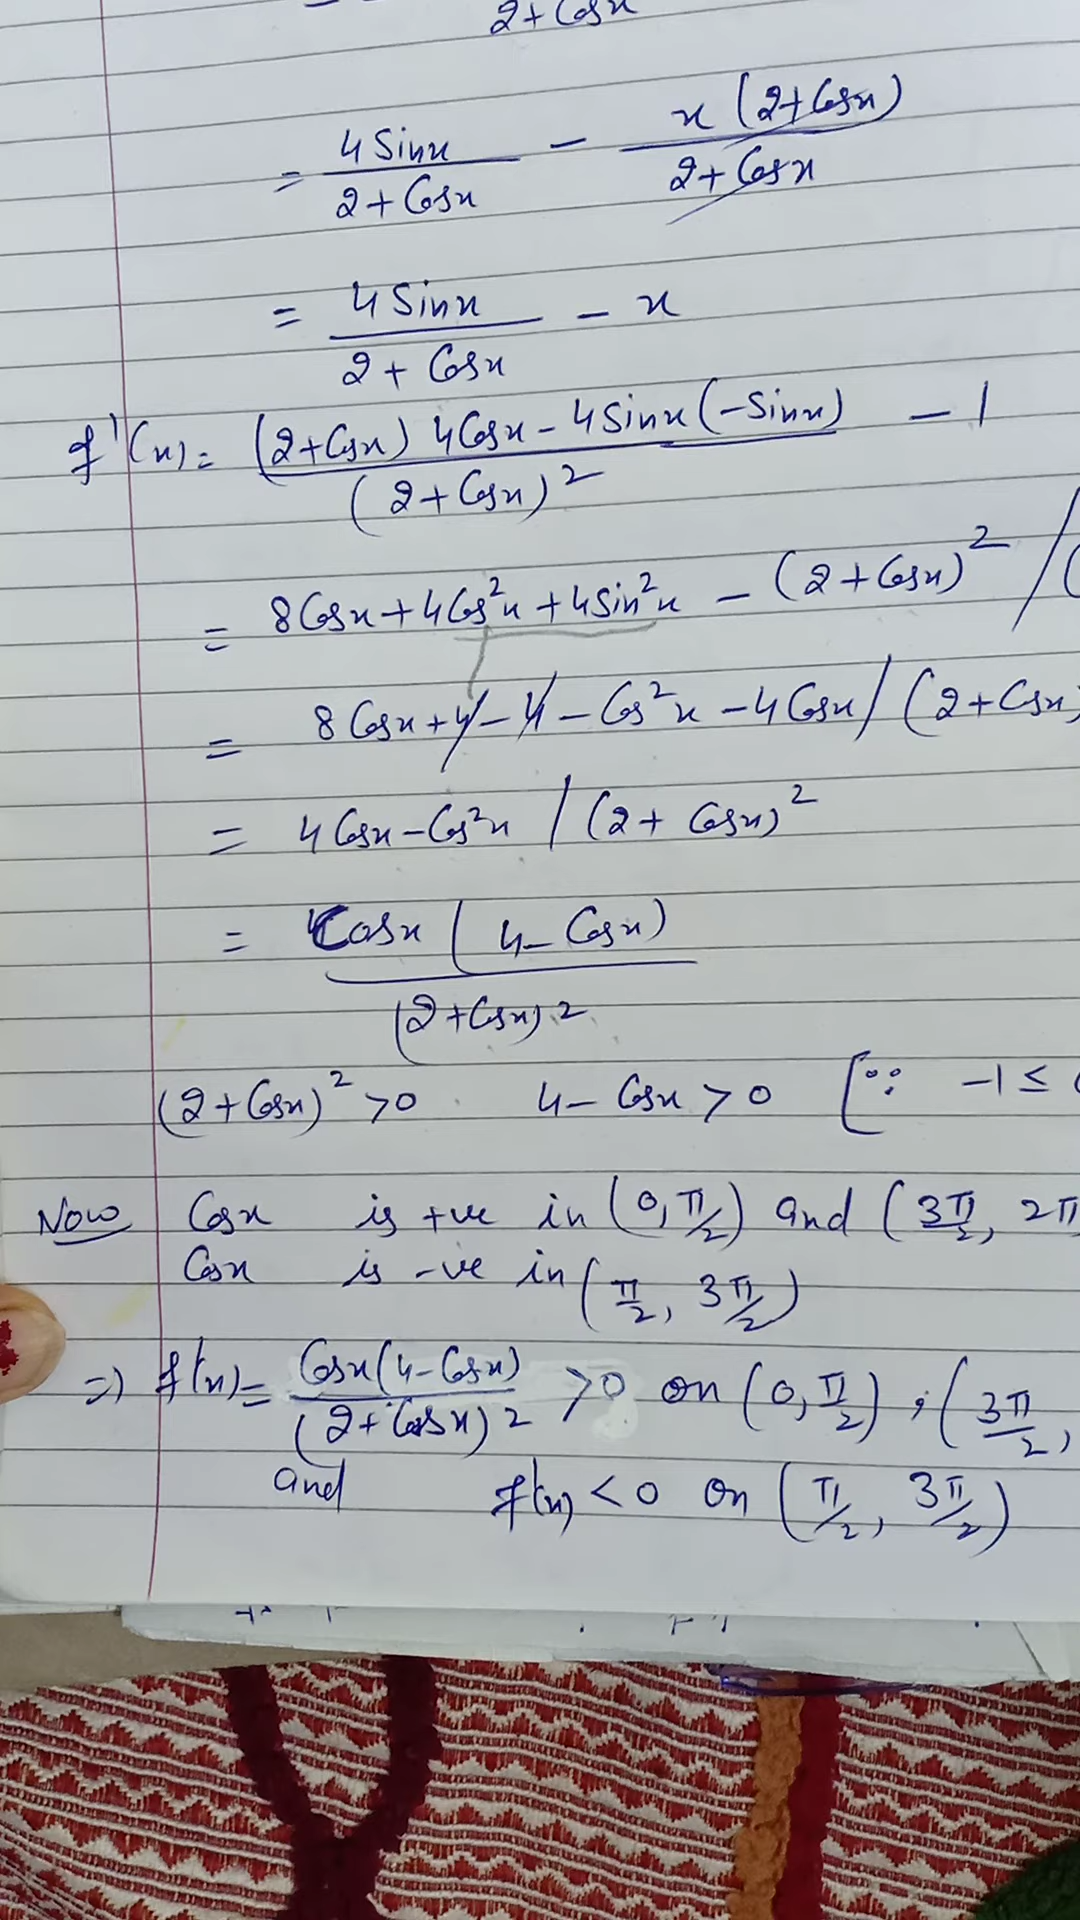 2+Cosx
= 4Sinx / 2+Cosx − x(2+Cosx) / 2+Cosx
= 4Sinx / 2+Cosx − x
f'(x) = (2+Cosx) 4Cosx − 4Sinx(−Sinx) / (2+Cosx)² − 1
= 8Cosx + 4Cos²x + 4Sin²x − (2+Cosx)² / (
= 8Cosx + 4 − 4 − Cos²x − 4Cosx / (2+Cosx)
= 4Cosx − Cos²x / (2+Cosx)²
= Cosx (4−Cosx) / (2+Cosx)²
(2+Cosx)² >0 4−Cosx >0 [∵ −1 ≤
Now Cosx is +ve in (0, π/2) and (3π/2, 2π
Cosx is -ve in (π/2, 3π/2)
⇒ f'(x) = Cosx(4−Cosx) / (2+Cosx)² >0 on (0, π/2), (3π/2,
and f'(x) <0 on (π/2, 3π/2)